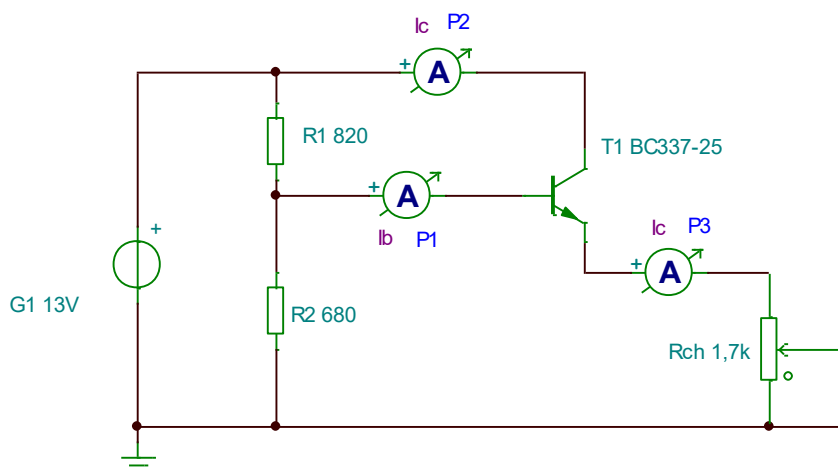 Ic P2
+ A
R1 820
T1 BC337-25
+ A
Ib P1
Ic P3
+
+ A
G1 13V
R2 680
Rch 1,7k